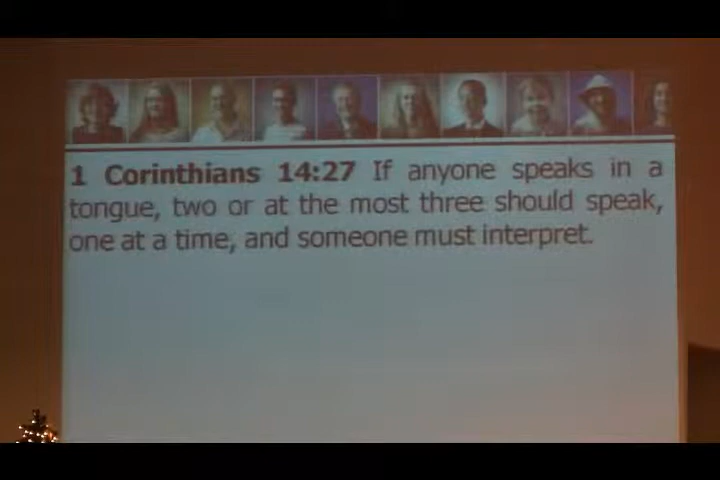 1 Corinthians 14:27 If anyone speaks in a
tongue, two or at the most three should speak,
one at a time, and someone must interpret.